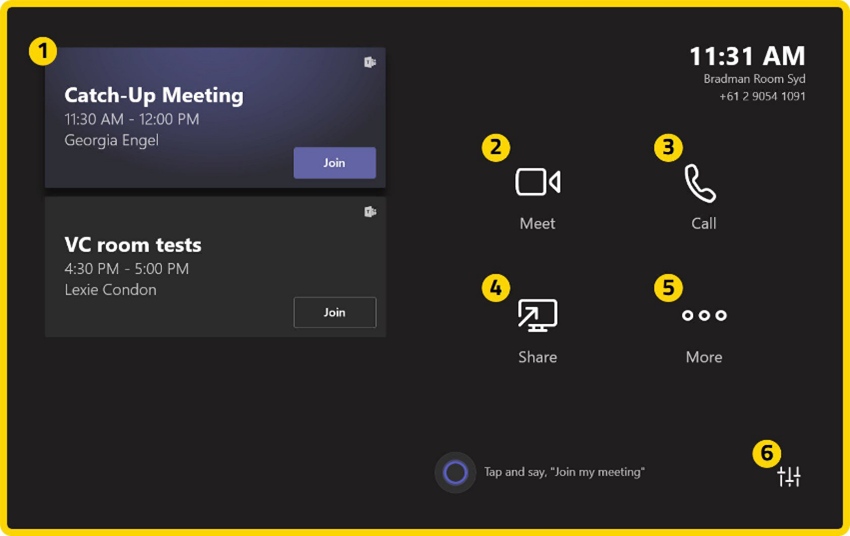 1
Catch-Up Meeting
11:30 AM - 12:00 PM
Georgia Engel
Join
VC room tests
4:30 PM - 5:00 PM
Lexie Condon
Join
11:31 AM
Bradman Room Syd
+61 2 9054 1091
2
Meet
3
Call
4
Share
5
More
Tap and say, "Join my meeting"
6